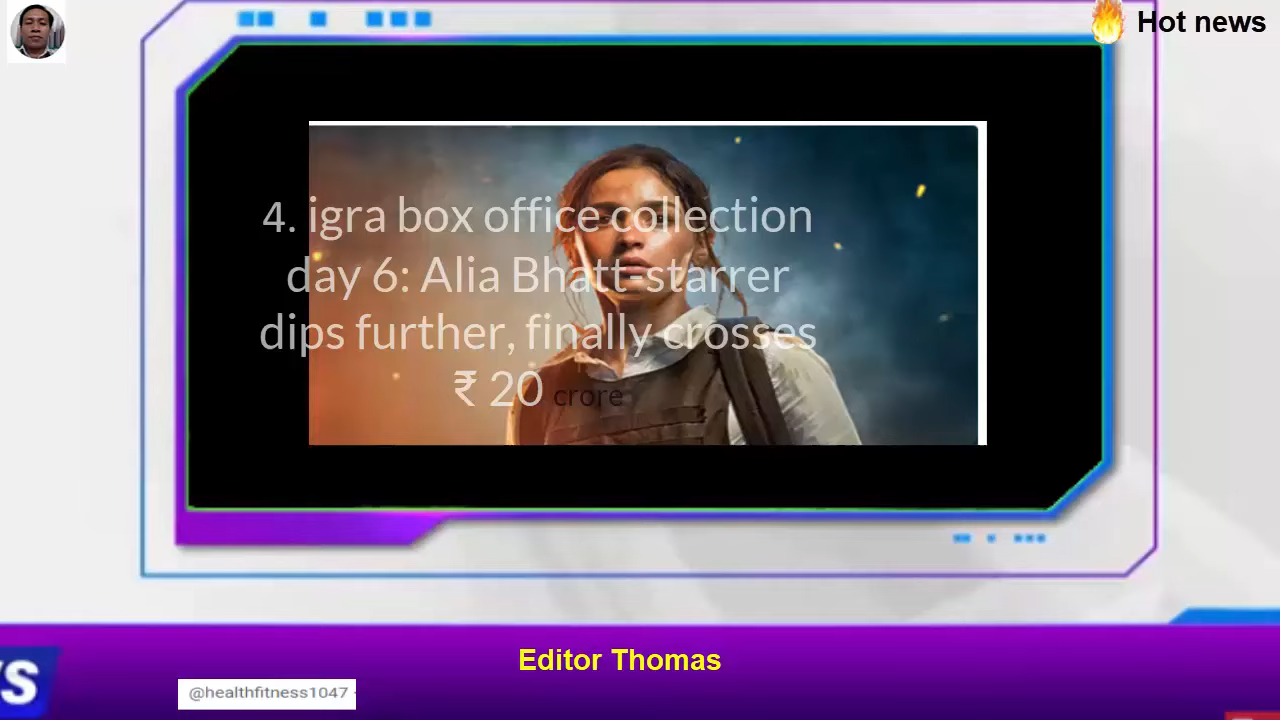 Hot news
4. igra box office collection
day 6: Alia Bhatt-starrer
dips further, finally crosses
₹ 20 crore
Editor Thomas
S
@healthfitness1047